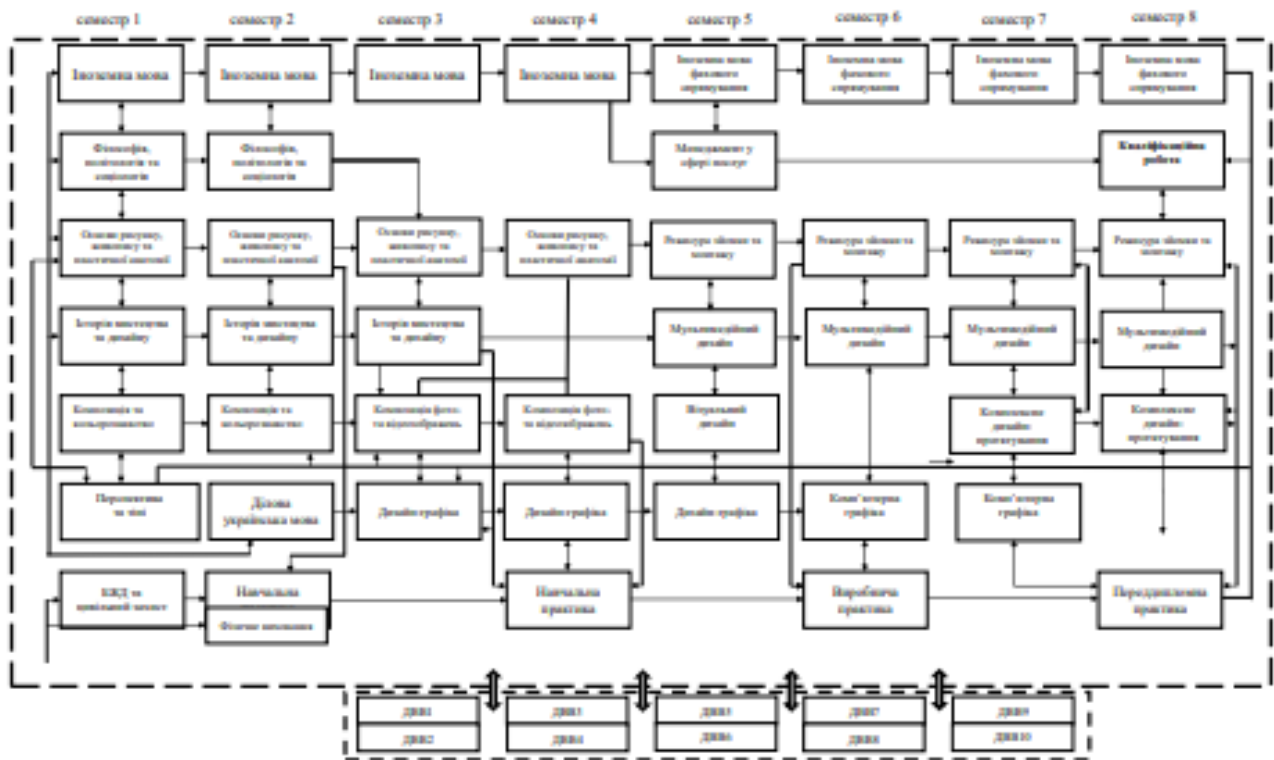 семестр 1
семестр 2
семестр 3
семестр 4
семестр 5
семестр 6
семестр 7
семестр 8
Іноземна мова
Іноземна мова
Іноземна мова
Іноземна мова
Іноземна мова
фахового
спрямування
Іноземна мова
фахового
спрямування
Іноземна мова
фахового
спрямування
Іноземна мова
фахового
спрямування
Філософія,
політологія та
соціологія
Філософія,
політологія та
соціологія
Менеджмент у
сфері послуг
Кваліфікаційна
робота
Основи рисунку,
живопису та
пластичної анатомії
Основи рисунку,
живопису та
пластичної анатомії
Основи рисунку,
живопису та
пластичної анатомії
Основи рисунку,
живопису та
пластичної анатомії
Режисура зйомки та
монтажу
Режисура зйомки та
монтажу
Режисура зйомки та
монтажу
Режисура зйомки та
монтажу
Історія мистецтва
та дизайну
Історія мистецтва
та дизайну
Історія мистецтва
та дизайну
Мультимедійний
дизайн
Мультимедійний
дизайн
Мультимедійний
дизайн
Мультимедійний
дизайн
Композиція та
кольорознавство
Композиція та
кольорознавство
Композиція фото-
та відеозображень
Композиція фото-
та відеозображень
Візуальний
дизайн
Комплексне
дизайн-
Комплексне
дизайн-
Перспектива
та тіні
Ділова
українська мова
Дизайн графіка
Дизайн графіка
Дизайн графіка
Комп'ютерна
графіка
Комп'ютерна
графіка
БЖД та
цивільний захист
Навчальна
Фізичне виховання
Навчальна
практика
Виробнича
практика
Переддипломна
практика
ДВВ1
ДВВ3
ДВВ5
ДВВ7
ДВВ9
ДВВ2
ДВВ4
ДВВ6
ДВВ8
ДВВ10